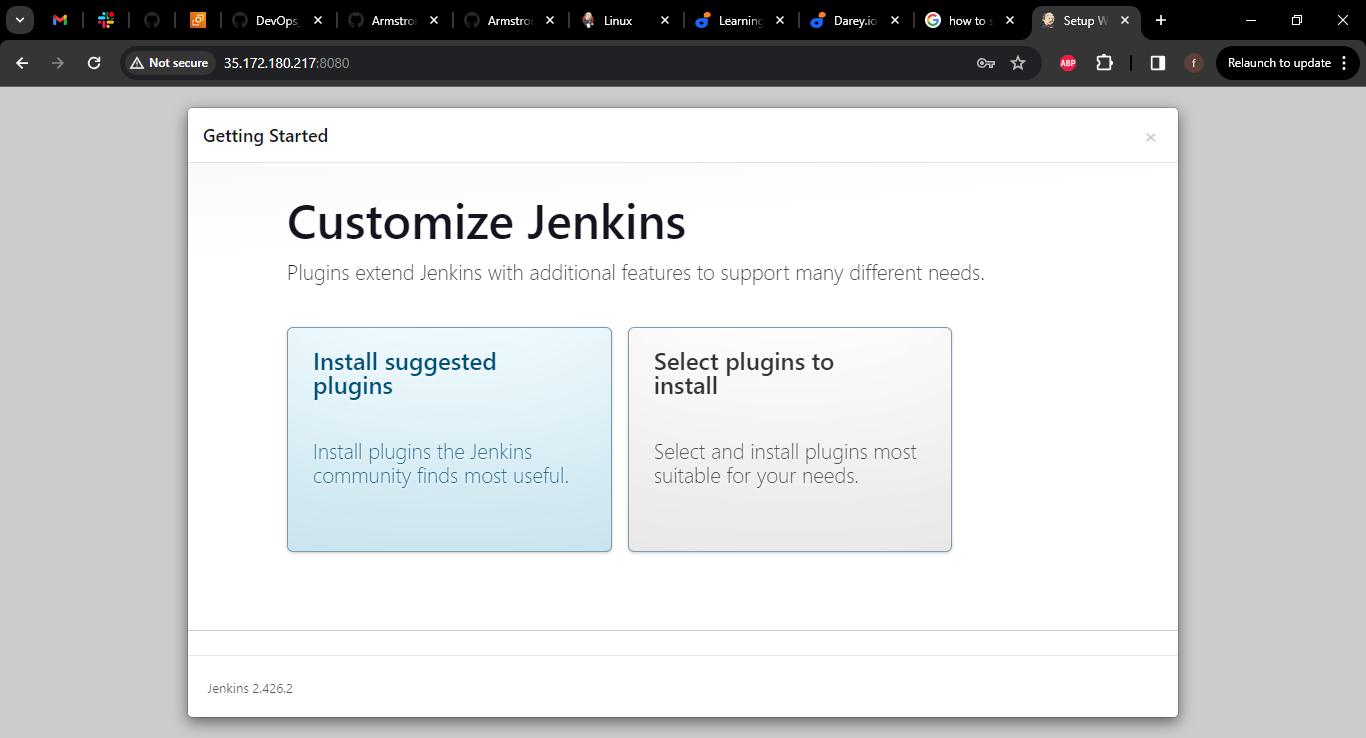 DevOps_
Armstro
Armstro
Linux
Learning
Darey.io
how to s
Setup W
Not secure
35.172.180.217:8080
ABP
f
Relaunch to update
Getting Started
×
Customize Jenkins
Plugins extend Jenkins with additional features to support many different needs.
Install suggested
plugins
Install plugins the Jenkins
community finds most useful.
Select plugins to
install
Select and install plugins most
suitable for your needs.
Jenkins 2.426.2